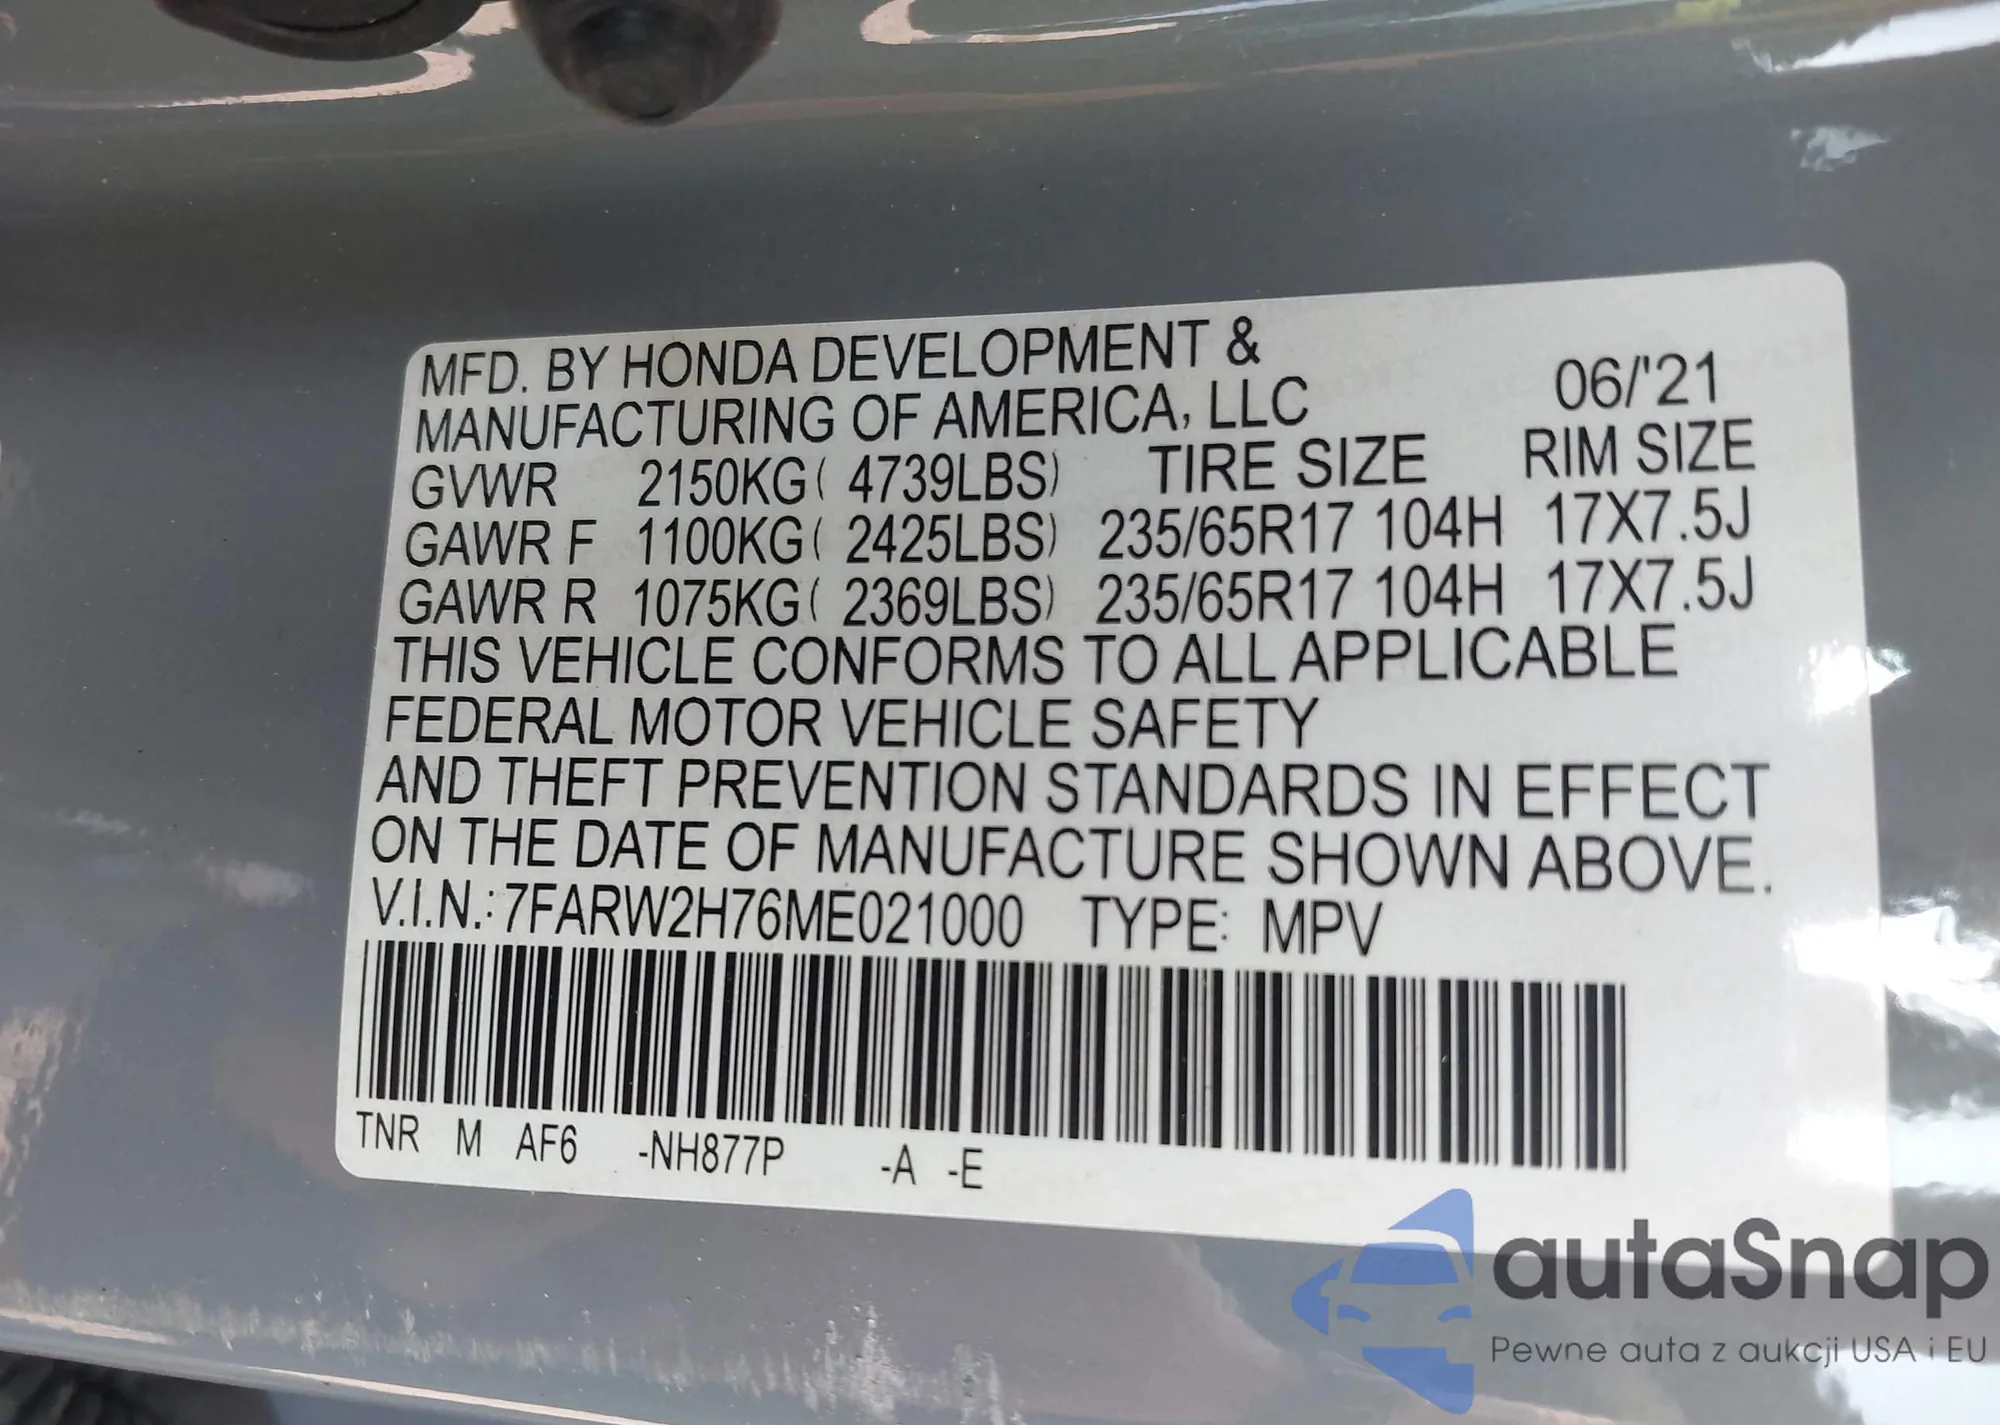 MFD. BY HONDA DEVELOPMENT &
MANUFACTURING OF AMERICA, LLC 06/'21
GVWR 2150KG( 4739LBS) TIRE SIZE RIM SIZE
GAWR F 1100KG( 2425LBS) 235/65R17 104H 17X7.5J
GAWR R 1075KG( 2369LBS) 235/65R17 104H 17X7.5J
THIS VEHICLE CONFORMS TO ALL APPLICABLE
FEDERAL MOTOR VEHICLE SAFETY
AND THEFT PREVENTION STANDARDS IN EFFECT
ON THE DATE OF MANUFACTURE SHOWN ABOVE.
V.I.N.: 7FARW2H76ME021000 TYPE: MPV
TNR M AF6 -NH877P -A -E
autaSnap
Pewne auta z aukcji USA i EU